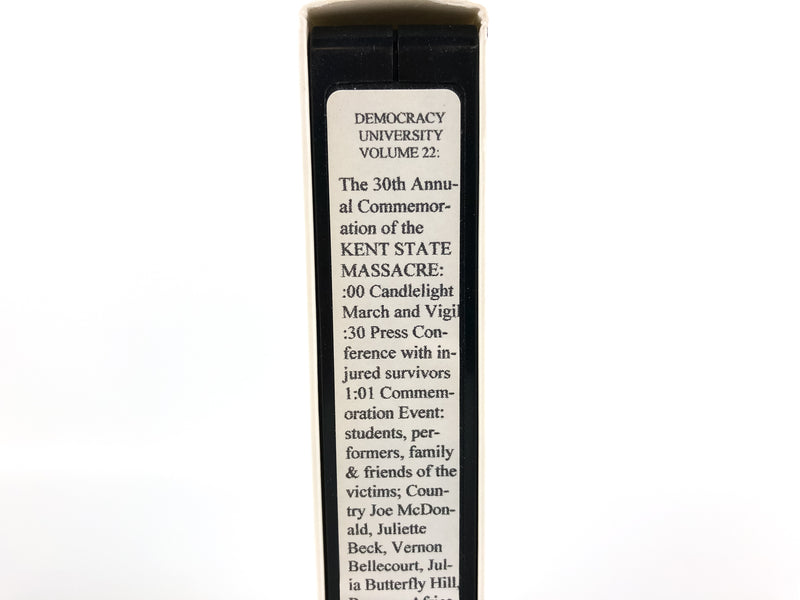 DEMOCRACY
UNIVERSITY
VOLUME 22:
The 30th Annu-
al Commemor-
ation of the
KENT STATE
MASSACRE:
:00 Candlelight
March and Vigil
:30 Press Con-
ference with in-
jured survivors
1:01 Commem-
oration Event:
students, per-
formers, family
& friends of the
victims; Coun-
try Joe McDon-
ald, Juliette
Beck, Vernon
Bellecourt, Jul-
ia Butterfly Hill,